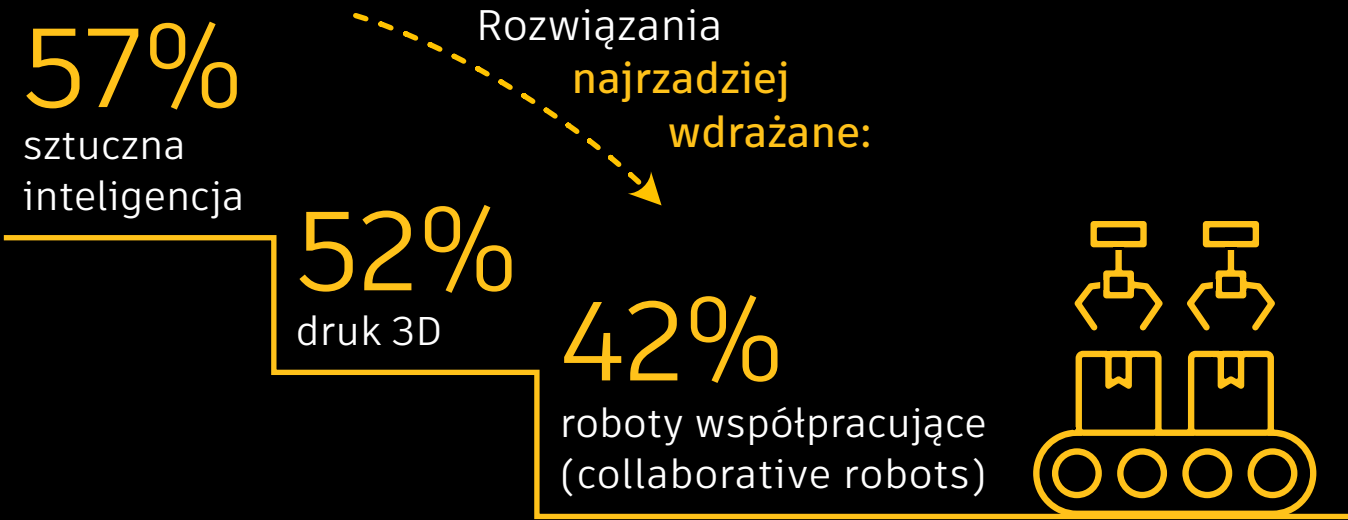 Rozwiązania
najrzadziej
wdrażane:
57%
sztuczna
inteligencja
52%
druk 3D
42%
roboty współpracujące
(collaborative robots)